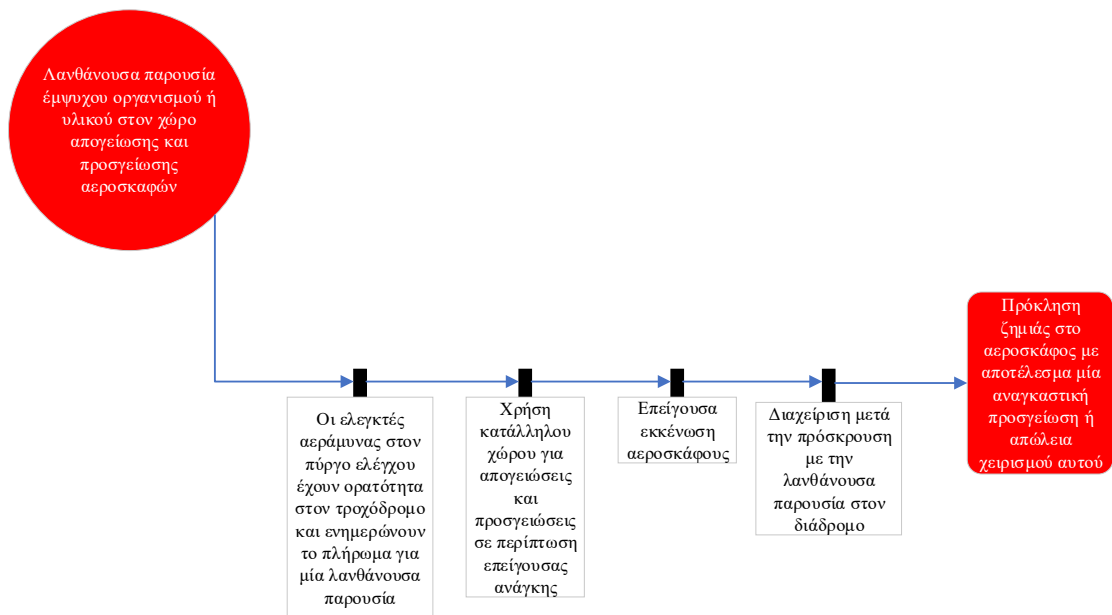 Λανθάνουσα παρουσία
έμψυχου οργανισμού ή
υλικού στον χώρο
απογείωσης και
προσγείωσης
αεροσκαφών
Πρόκληση
ζημιάς στο
αεροσκάφος με
αποτέλεσμα μία
αναγκαστική
προσγείωση ή
απώλεια
χειρισμού αυτού
Οι ελεγκτές
αεράμυνας στον
πύργο ελέγχου
έχουν ορατότητα
στον τροχόδρομο
και ενημερώνουν
το πλήρωμα για
μία λανθάνουσα
παρουσία
Χρήση
κατάλληλου
χώρου για
απογειώσεις
και
προσγειώσεις
σε περίπτωση
επείγουσας
ανάγκης
Επείγουσα
εκκένωση
αεροσκάφους
Διαχείριση μετά
την πρόσκρουση
με την
λανθάνουσα
παρουσία στον
διάδρομο